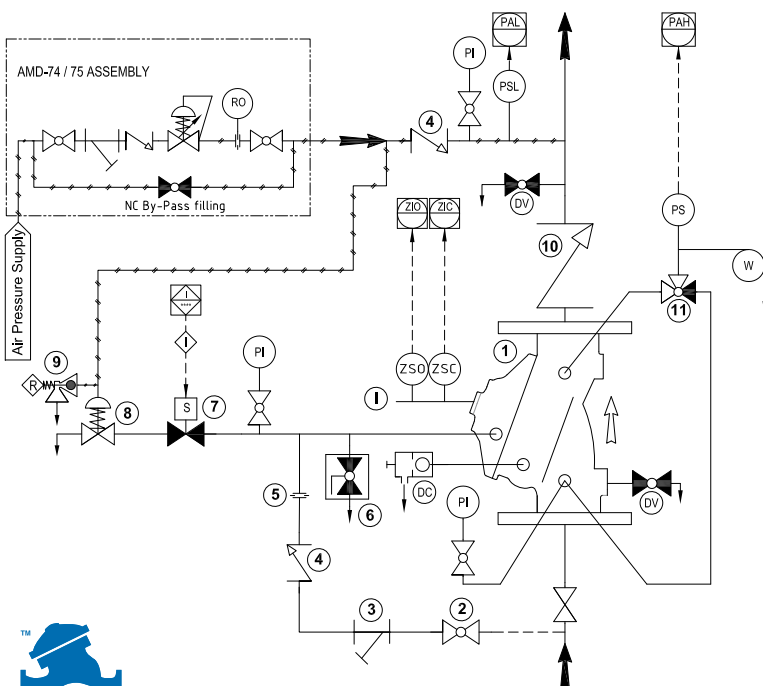 PAL
PAH
PI
PSL
AMD-74 / 75 ASSEMBLY
RO
4
NC By-Pass filling
DV
Air Pressure Supply
ZIO
ZIC
10
PS
W
11
I
****
I
PI
1
ZSO
ZSC
9
R
8
S
7
I
5
DC
6
PI
DV
4
3
2
TM